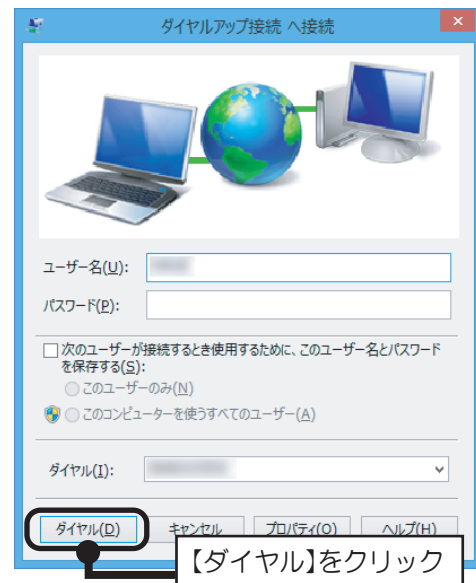 ダイヤルアップ接続 へ接続
ユーザー名(U):
パスワード(P):
次のユーザーが接続するとき使用するために、このユーザー名とパスワード
を保存する(S):
このユーザーのみ(N)
このコンピューターを使うすべてのユーザー(A)
ダイヤル(I):
ダイヤル(D) キャンセル プロパティ(O) ヘルプ(H)
【ダイヤル】をクリック